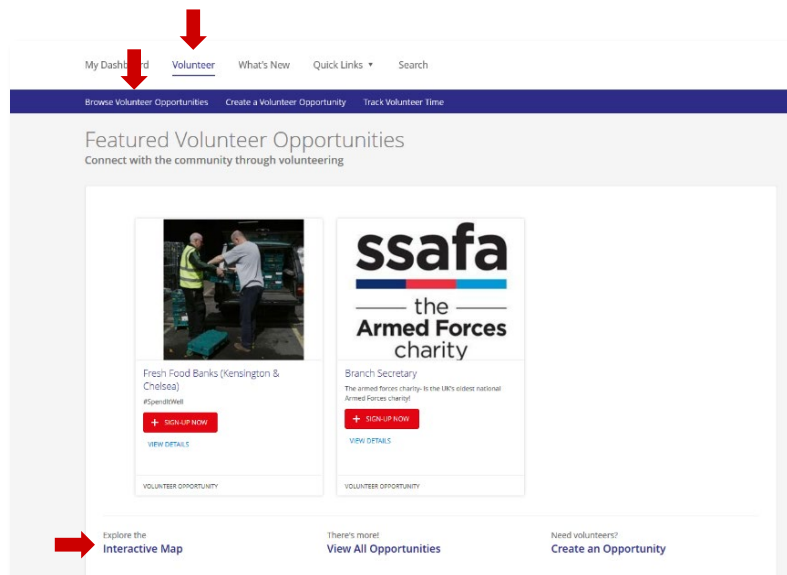 My Dashboard Volunteer What's New Quick Links ▾ Search
Browse Volunteer Opportunities Create a Volunteer Opportunity Track Volunteer Time
Featured Volunteer Opportunities
Connect with the community through volunteering
ssafa
the
Armed Forces
charity
Fresh Food Banks (Kensington &
Chelsea)
#SpenditWell
+ SIGN-UP NOW
VIEW DETAILS
VOLUNTEER OPPORTUNITY
Branch Secretary
The armed forces charity- is the UK's oldest national
Armed Forces charity!
+ SIGN-UP NOW
VIEW DETAILS
VOLUNTEER OPPORTUNITY
Explore the
Interactive Map
There's more!
View All Opportunities
Need volunteers?
Create an Opportunity